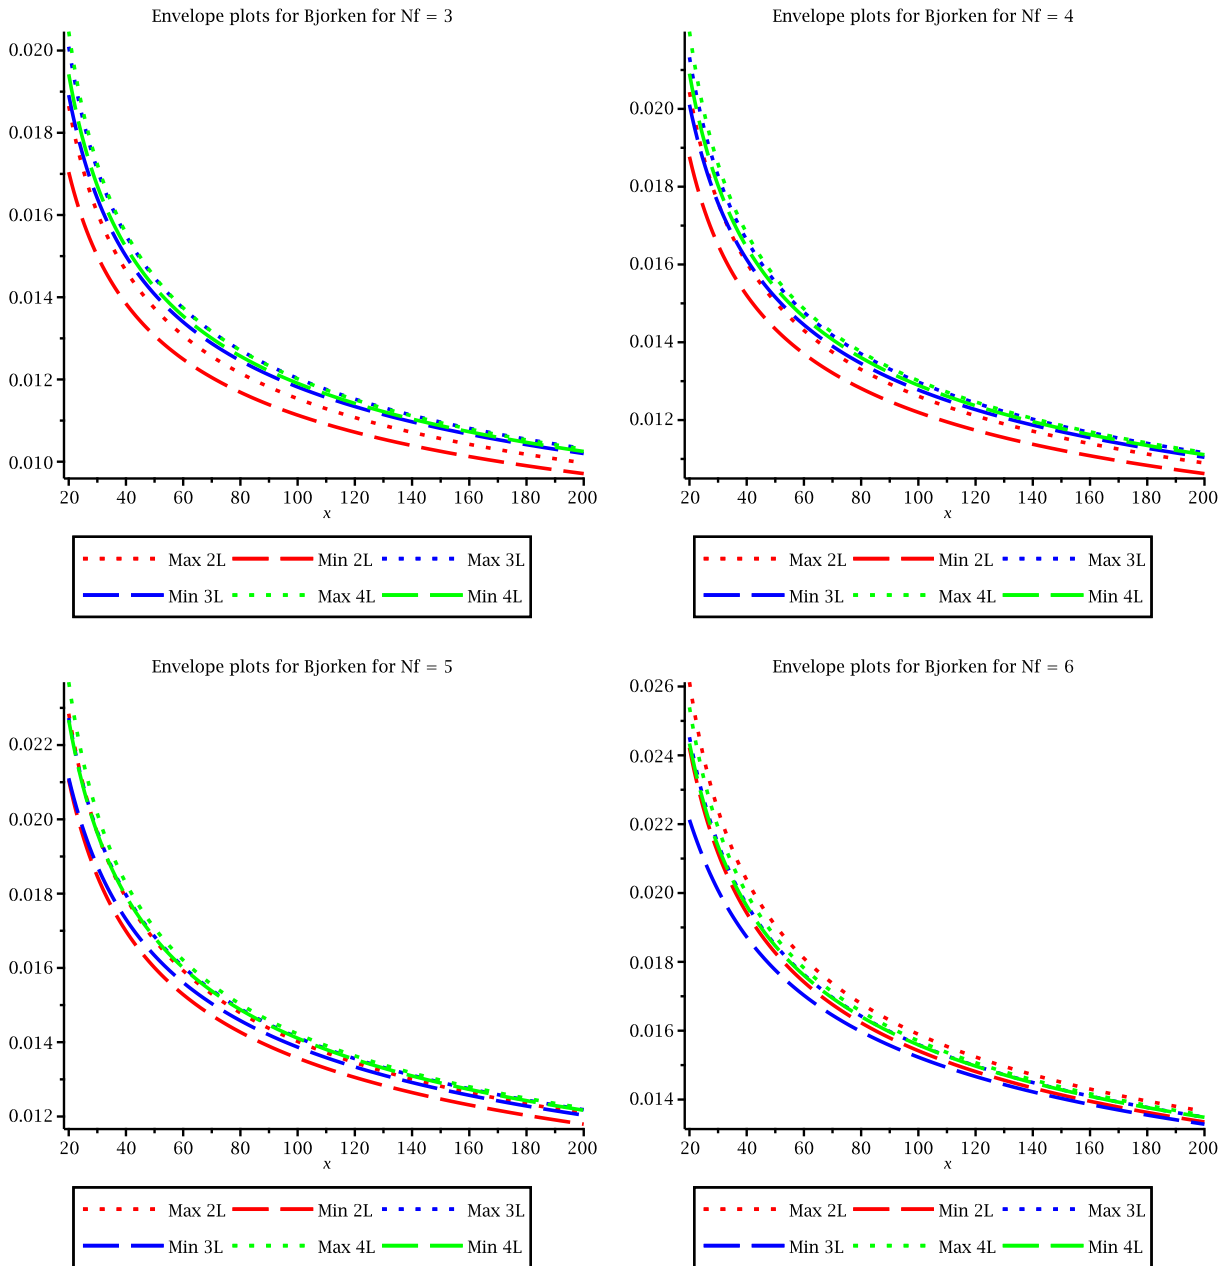 Envelope plots for Bjorken for Nf = 3
0.020
0.018
0.016
0.014
0.012
0.010
20 40 60 80 100 120 140 160 180 200
x
Max 2L Min 2L Max 3L
Min 3L Max 4L Min 4L
Envelope plots for Bjorken for Nf = 4
0.020
0.018
0.016
0.014
0.012
20 40 60 80 100 120 140 160 180 200
x
Max 2L Min 2L Max 3L
Min 3L Max 4L Min 4L
Envelope plots for Bjorken for Nf = 5
0.022
0.020
0.018
0.016
0.014
0.012
20 40 60 80 100 120 140 160 180 200
x
Max 2L Min 2L Max 3L
Min 3L Max 4L Min 4L
Envelope plots for Bjorken for Nf = 6
0.026
0.024
0.022
0.020
0.018
0.016
0.014
20 40 60 80 100 120 140 160 180 200
x
Max 2L Min 2L Max 3L
Min 3L Max 4L Min 4L